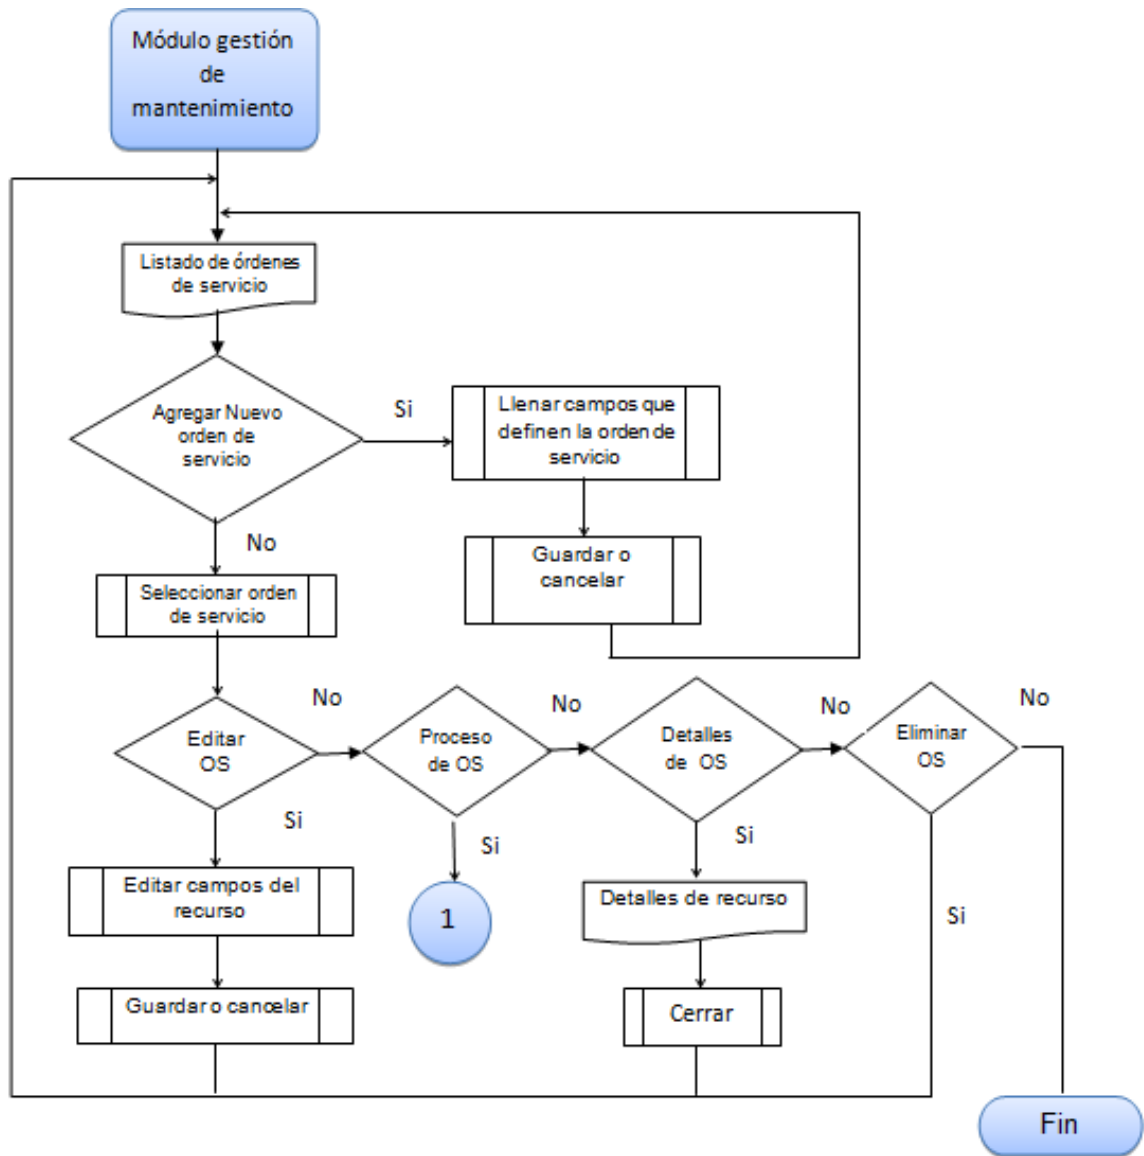 Módulo gestión
de
mantenimiento
Listado de órdenes
de servicio
Agregar Nuevo
orden de
servicio
Si
Llenar campos que
definen la orden de
servicio
No
Guardar o
cancelar
Seleccionar orden
de servicio
Editar
OS
No
Proceso
de OS
No
Detalles
de OS
No
Eliminar
OS
No
Si
Si
Si
Si
Editar campos del
recurso
1
Detalles de recurso
Guardar o cancelar
Cerrar
Fin